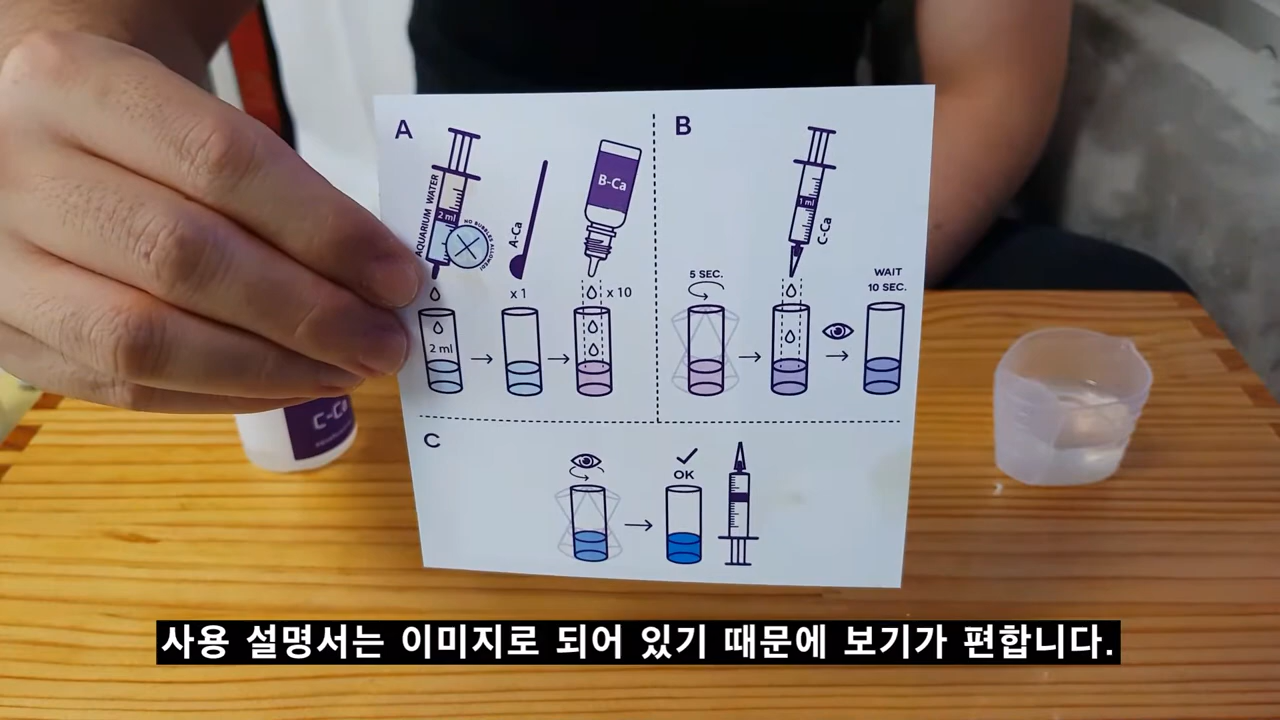 A
AQUARIUM WATER
2 ml
NO BUBBLES ALLOWED!
A-Ca
B-Ca
x 1
x 10
2 ml
B
1 ml
C-Ca
5 SEC.
WAIT
10 SEC.
C
OK
C-Ca
사용 설명서는 이미지로 되어 있기 때문에 보기가 편합니다.